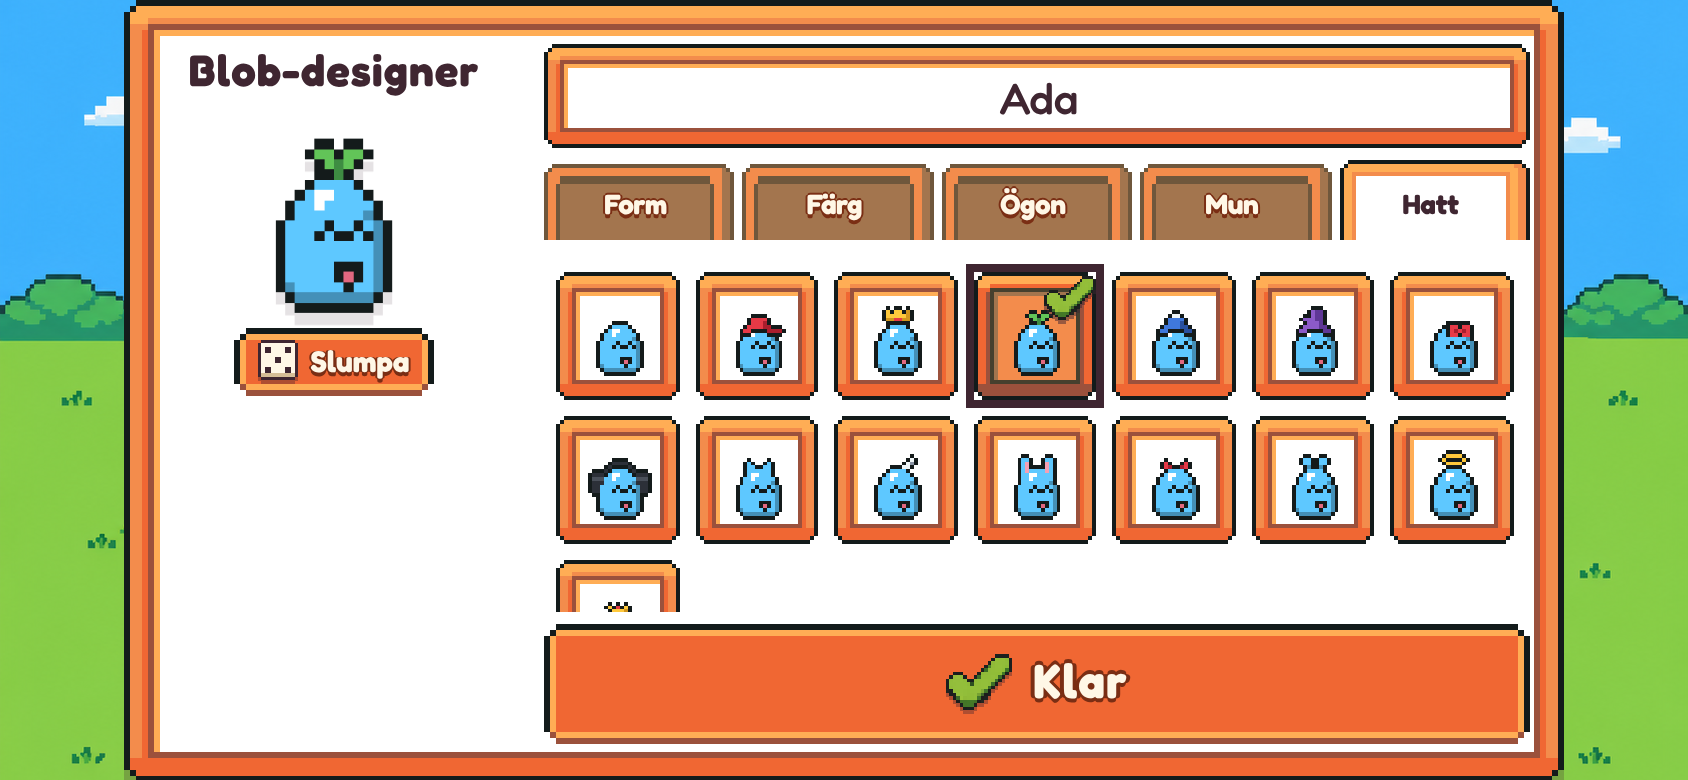 Blob-designer
Ada
Form
Färg
Ögon
Mun
Hatt
Slumpa
Klar